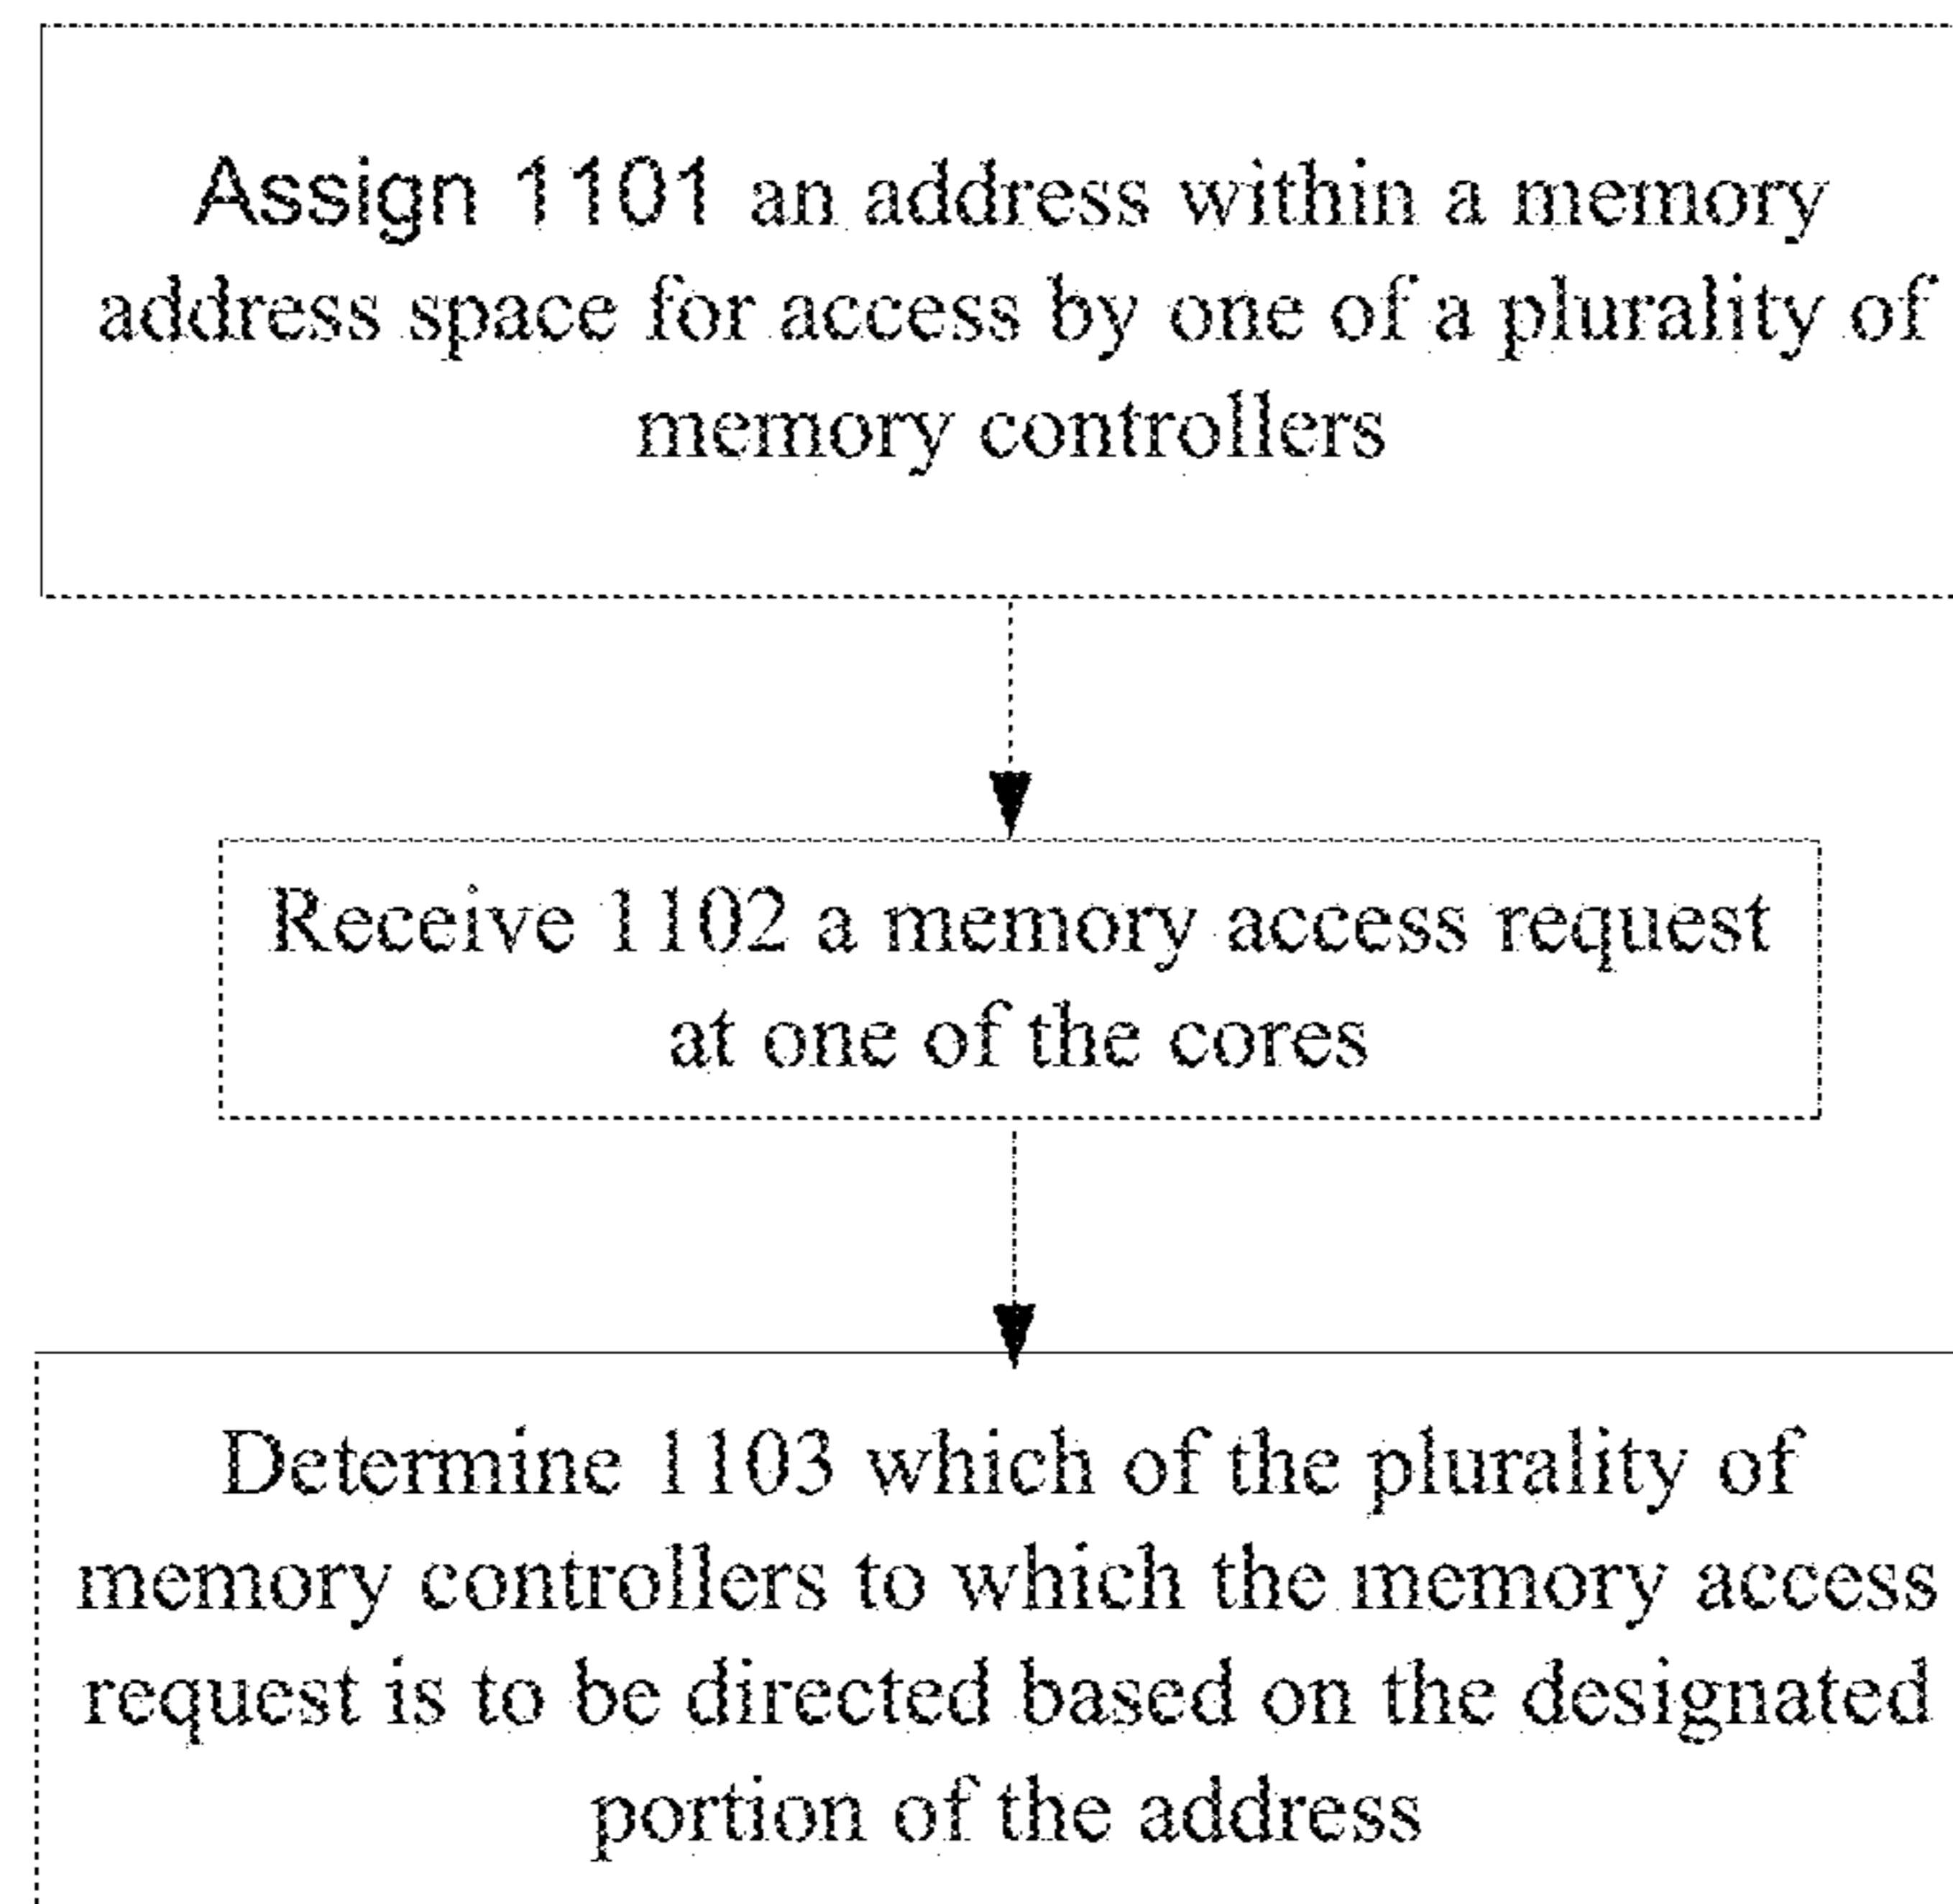 Assign 1101 an address within a memory
address space for access by one of a plurality of
memory controllers
Receive 1102 a memory access request
at one of the cores
Determine 1103 which of the plurality of
memory controllers to which the memory access
request is to be directed based on the designated
portion of the address